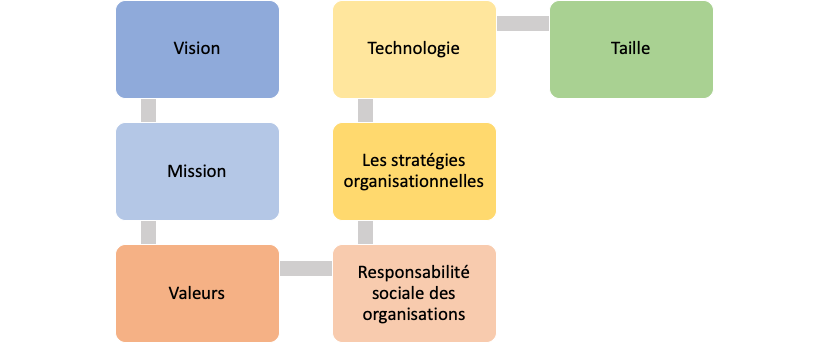 Vision
Mission
Valeurs
Responsabilité
sociale des
organisations
Les stratégies
organisationnelles
Technologie
Taille